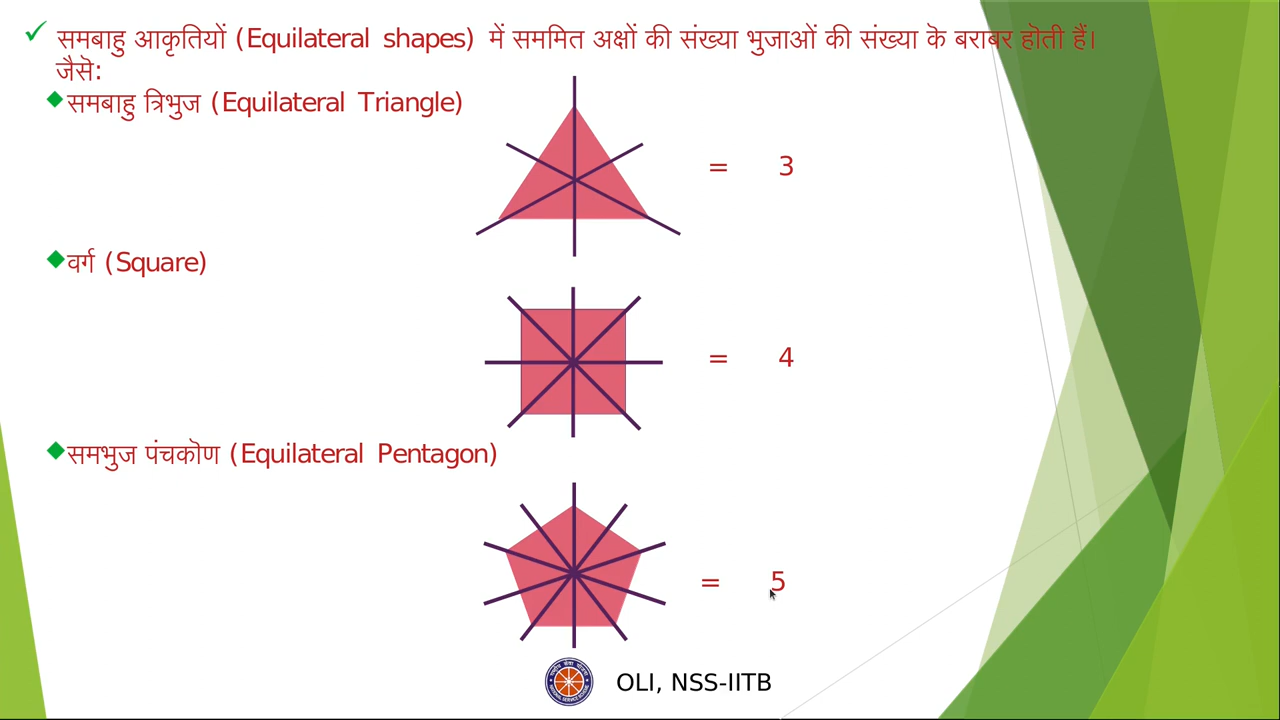 समबाहु आकृतियों (Equilateral shapes) में सममित अक्षों की संख्या भुजाओं की संख्या के बराबर होती हैं।
जैसे:
समबाहु त्रिभुज (Equilateral Triangle)
= 3
वर्ग (Square)
= 4
समभुज पंचकोण (Equilateral Pentagon)
= 5
OLI, NSS-IITB